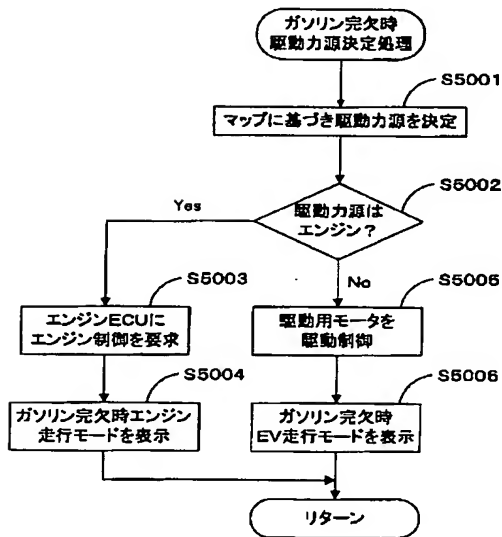 ガソリン完欠時
駆動力源決定処理
S5001
マップに基づき駆動力源を決定
S5002
駆動力源は
エンジン?
Yes
No
S5003
エンジンECUに
エンジン制御を要求
S5004
ガソリン完欠時エンジン
走行モードを表示
S5005
駆動用モータを
駆動制御
S5006
ガソリン完欠時
EV走行モードを表示
リターン